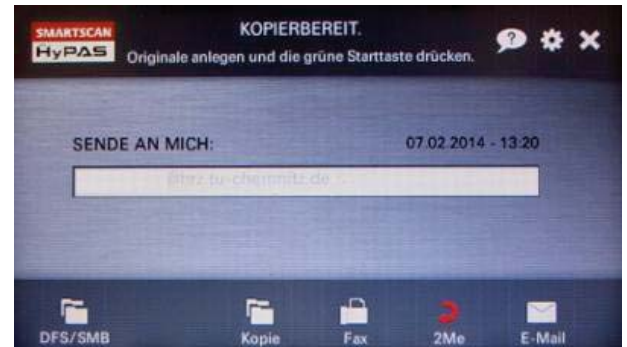 SMARTSCAN
HyPAS
KOPIERBEREIT.
Originale anlegen und die grüne Starttaste drücken.
?
SENDE AN MICH:
07.02.2014 - 13:20
DFS/SMB
Kopie
Fax
2Me
E-Mail